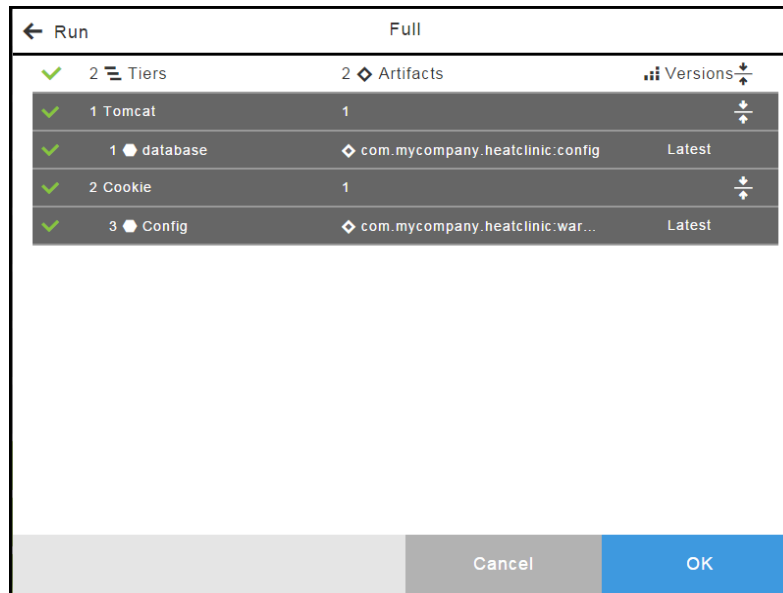 Run Full
2 Tiers 2 Artifacts Versions
1 Tomcat 1
1 database com.mycompany.heatclinic:config Latest
2 Cookie 1
3 Config com.mycompany.heatclinic:war... Latest
Cancel OK